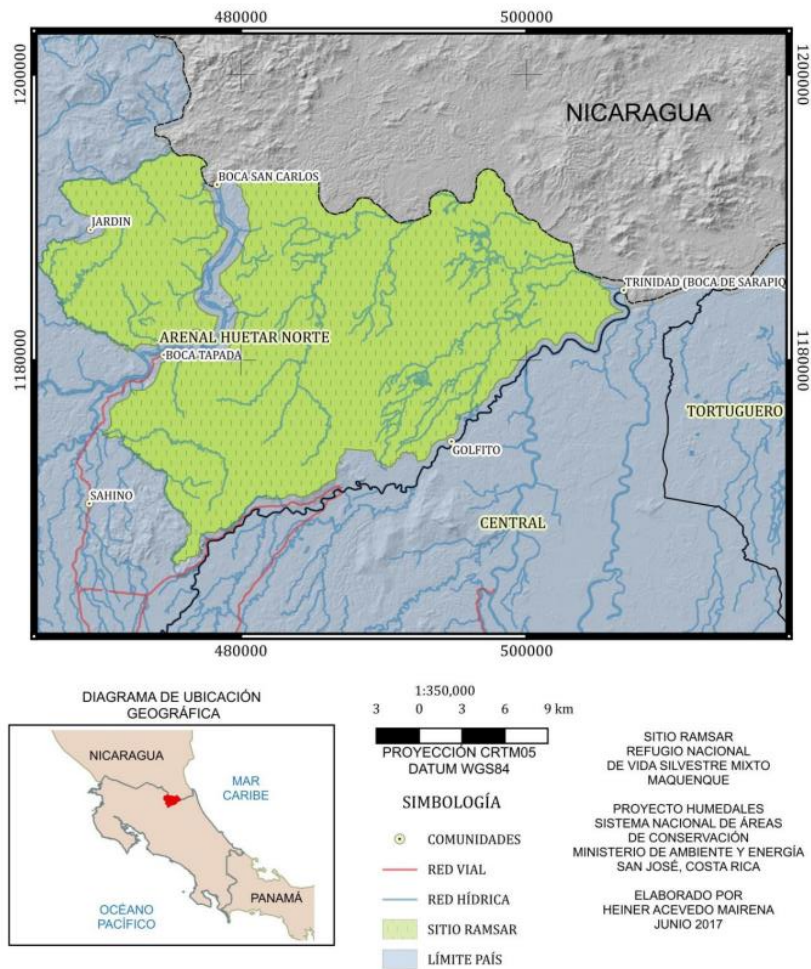 480000
500000
1200000
1200000
NICARAGUA
BOCA SAN CARLOS
JARDIN
TRINIDAD (BOCA DE SARAPIQ
ARENAL HUETAR NORTE
BOCA TAPADA
1180000
1180000
TORTUGUERO
GOLFITO
SAHINO
CENTRAL
480000
500000
DIAGRAMA DE UBICACIÓN
GEOGRÁFICA
NICARAGUA
MAR
CARIBE
OCÉANO
PACÍFICO
PANAMÁ
1:350,000
3 0 3 6 9 km
PROYECCIÓN CRTM05
DATUM WGS84
SIMBOLOGÍA
COMUNIDADES
RED VIAL
RED HÍDRICA
SITIO RAMSAR
LÍMITE PAÍS
SITIO RAMSAR
REFUGIO NACIONAL
DE VIDA SILVESTRE MIXTO
MAQUENQUE
PROYECTO HUMEDALES
SISTEMA NACIONAL DE ÁREAS
DE CONSERVACIÓN
MINISTERIO DE AMBIENTE Y ENERGÍA
SAN JOSÉ, COSTA RICA
ELABORADO POR
HEINER ACEVEDO MAIRENA
JUNIO 2017